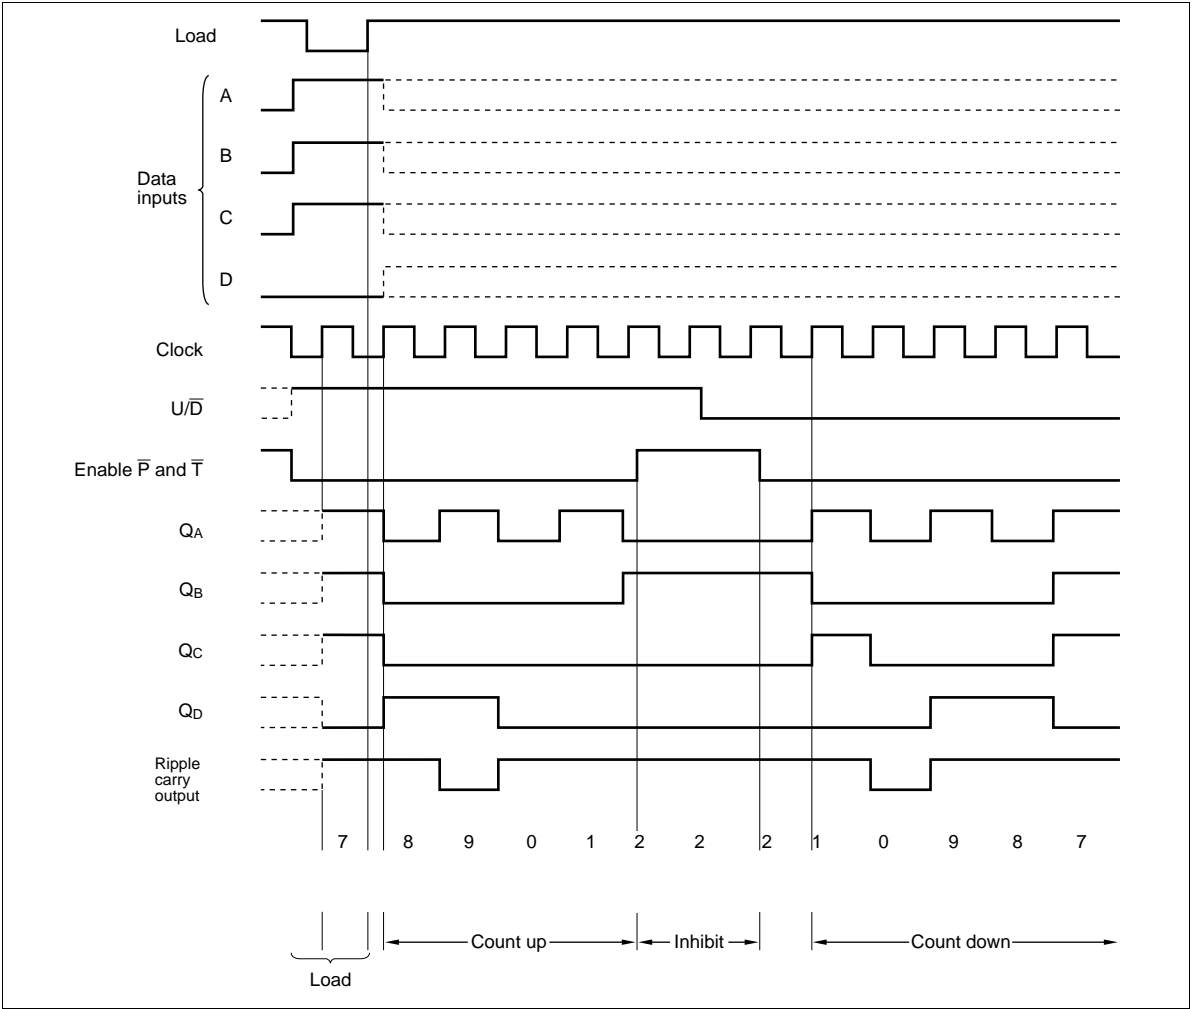 Load
A
B
Data
inputs
C
D
Clock
U/D̅
Enable P̅ and T̅
QA
QB
QC
QD
Ripple
carry
output
7 8 9 0 1 2 2 2 1 0 9 8 7
Count up Inhibit Count down
Load